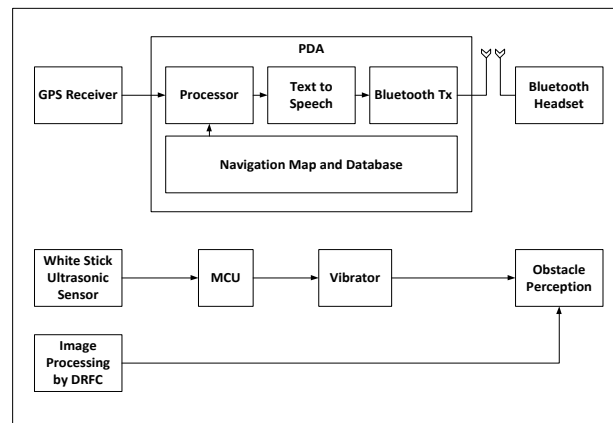 PDA
GPS Receiver
Processor
Text to
Speech
Bluetooth Tx
Bluetooth
Headset
Navigation Map and Database
White Stick
Ultrasonic
Sensor
MCU
Vibrator
Obstacle
Perception
Image
Processing
by DRFC